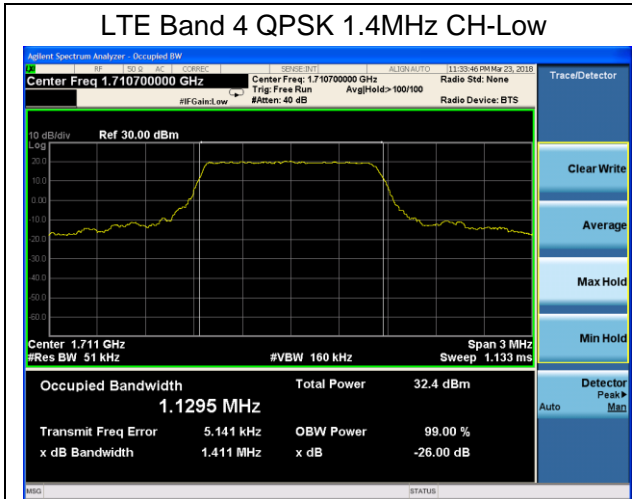 LTE Band 4 QPSK 1.4MHz CH-Low
Agilent Spectrum Analyzer - Occupied BW
RF 50 Ω AC CORREC SENSE:INT ALIGN AUTO 11:33:46 PM Mar 23, 2018
Center Freq 1.710700000 GHz Center Freq: 1.710700000 GHz Radio Std: None Trace/Detector
Trig: Free Run Avg|Hold:> 100/100
#IFGain:Low #Atten: 40 dB Radio Device: BTS
10 dB/div Ref 30.00 dBm
Log
20.0
10.0
0.00
-10.0
-20.0
-30.0
-40.0
-50.0
-60.0
Center 1.711 GHz Span 3 MHz
#Res BW 51 kHz #VBW 160 kHz Sweep 1.133 ms
Occupied Bandwidth Total Power 32.4 dBm
1.1295 MHz
Transmit Freq Error 5.141 kHz OBW Power 99.00 %
x dB Bandwidth 1.411 MHz x dB -26.00 dB
Clear Write
Average
Max Hold
Min Hold
Detector
Peak▶
Auto Man
MSG STATUS